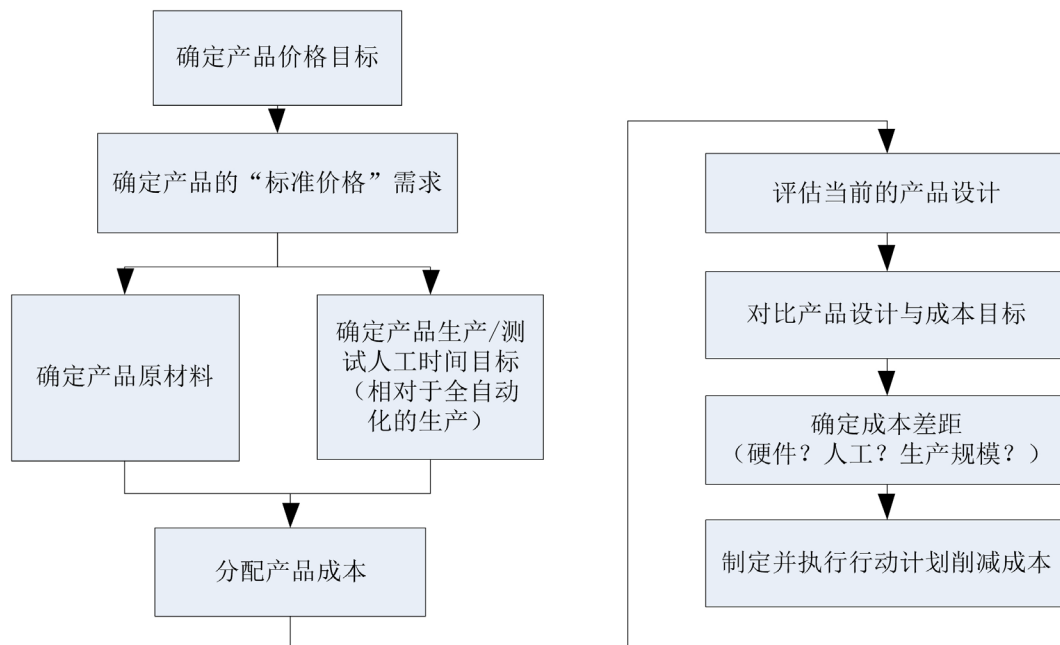 确定产品价格目标
确定产品的“标准价格”需求
确定产品原材料
确定产品生产/测
试人工时间目标
（相对于全自动
化的生产）
分配产品成本
评估当前的产品设计
对比产品设计与成本目标
确定成本差距
（硬件？人工？生产规模？）
制定并执行行动计划削减成本